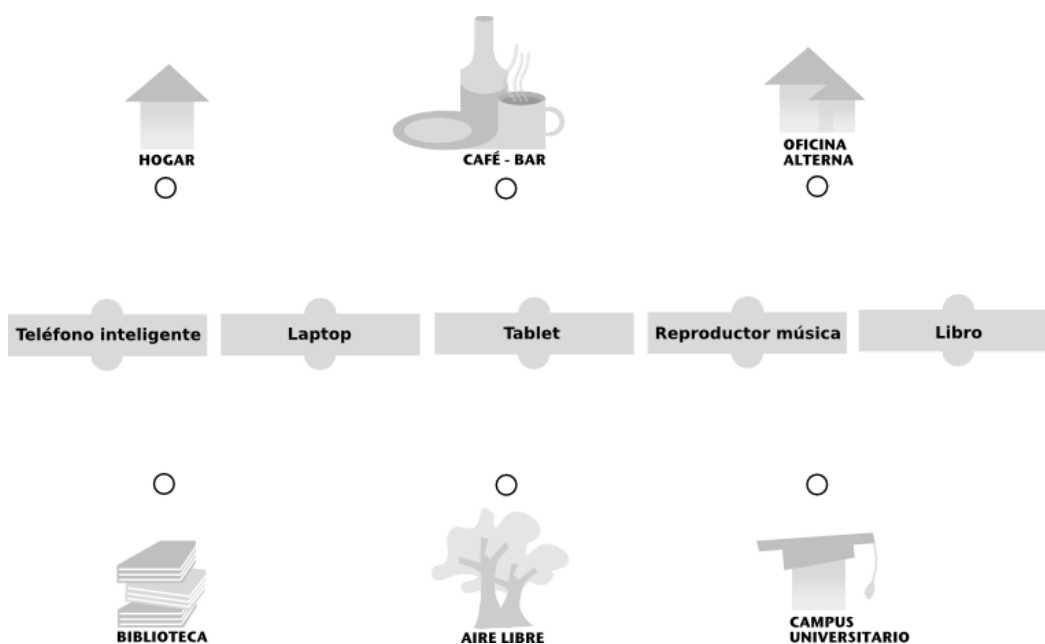 HOGAR
CAFÉ - BAR
OFICINA
ALTERNA
Teléfono inteligente
Laptop
Tablet
Reproductor música
Libro
BIBLIOTECA
AIRE LIBRE
CAMPUS
UNIVERSITARIO